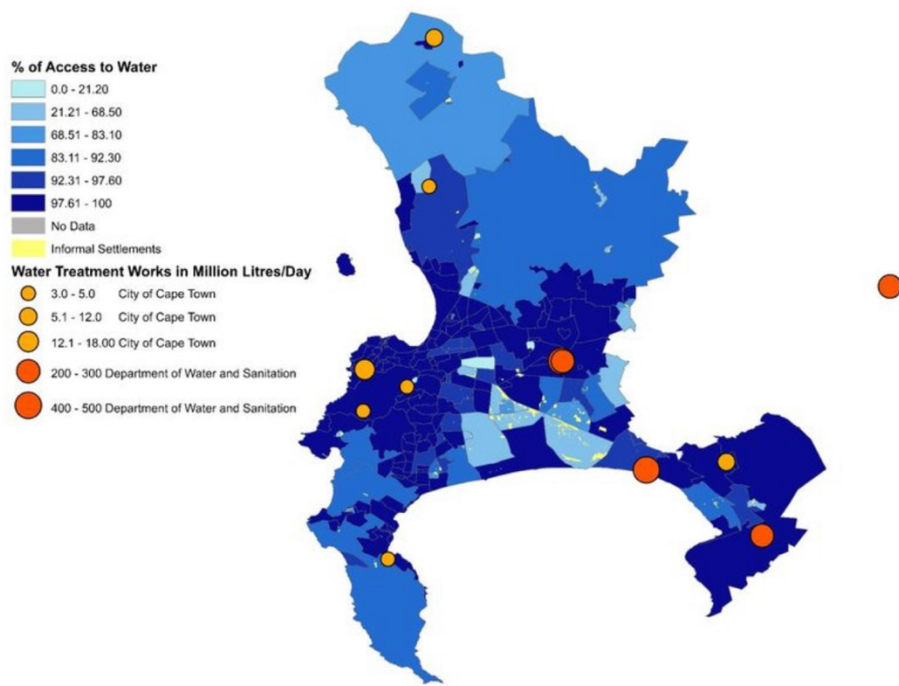 % of Access to Water
0.0 - 21.20
21.21 - 68.50
68.51 - 83.10
83.11 - 92.30
92.31 - 97.60
97.61 - 100
No Data
Informal Settlements
Water Treatment Works in Million Litres/Day
3.0 - 5.0 City of Cape Town
5.1 - 12.0 City of Cape Town
12.1 - 18.00 City of Cape Town
200 - 300 Department of Water and Sanitation
400 - 500 Department of Water and Sanitation